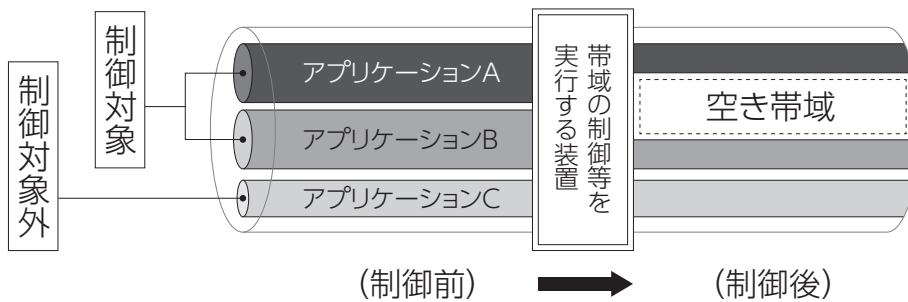 制御対象外
制御対象
アプリケーションA
アプリケーションB
アプリケーションC
帯域の制御等を
実行する装置
空き帯域
(制御前)
(制御後)